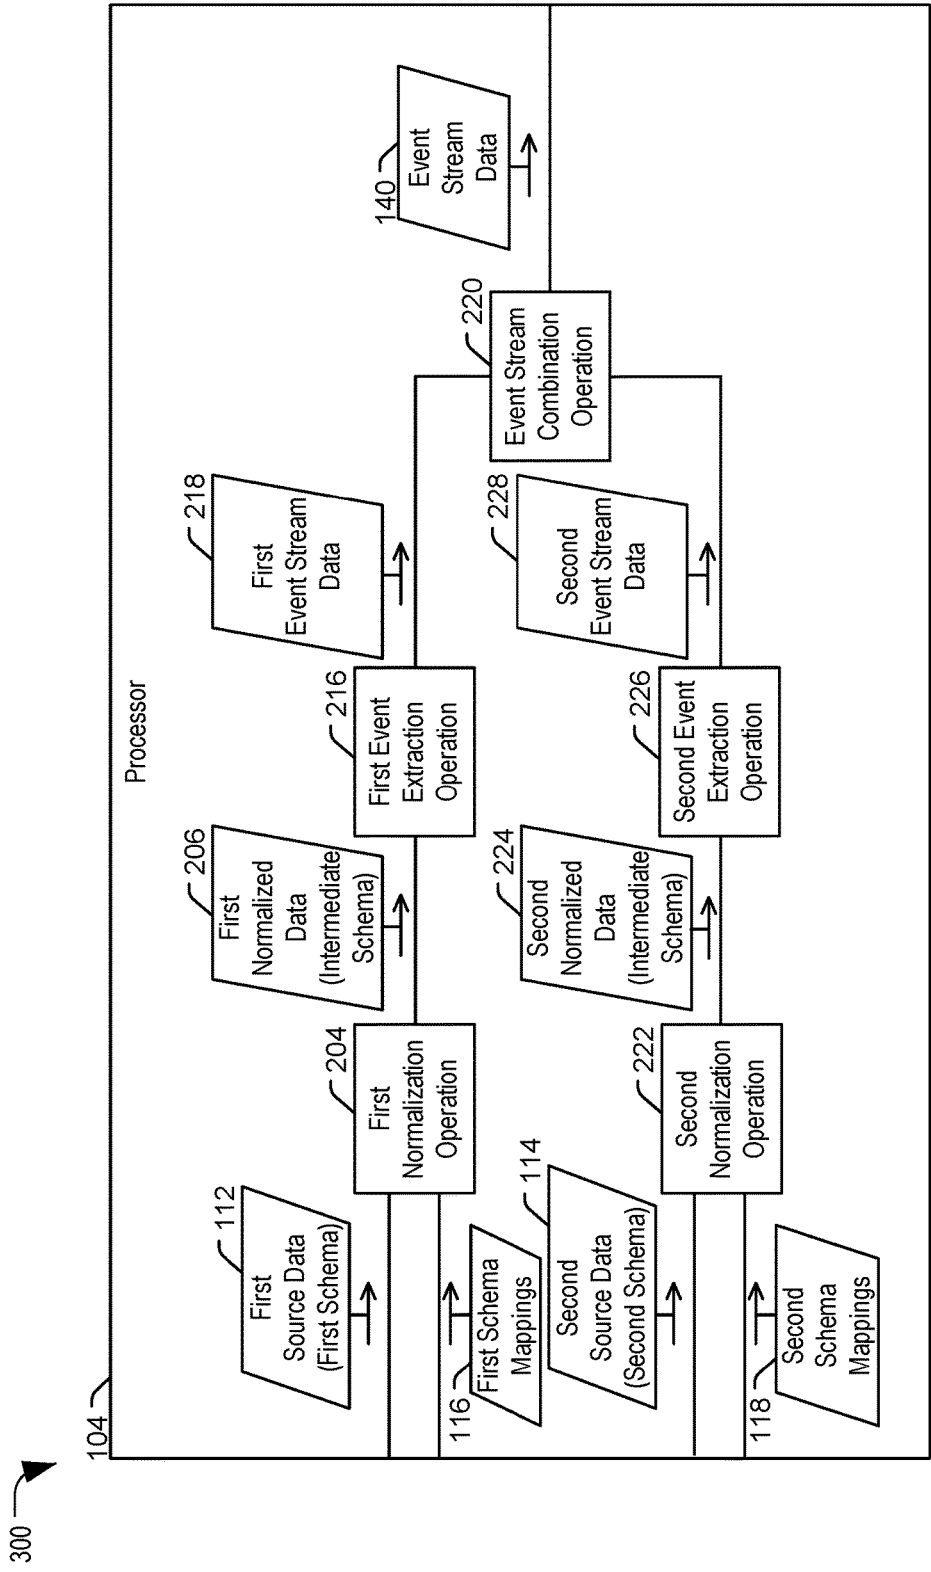 300
104
Processor
112
First
Source Data
(First Schema)
116
First Schema
Mappings
204
First
Normalization
Operation
206
First
Normalized
Data
(Intermediate
Schema)
216
First Event
Extraction
Operation
218
First
Event Stream
Data
114
Second
Source Data
(Second Schema)
118
Second
Schema
Mappings
222
Second
Normalization
Operation
224
Second
Normalized
Data
(Intermediate
Schema)
226
Second Event
Extraction
Operation
228
Second
Event Stream
Data
220
Event Stream
Combination
Operation
140
Event
Stream
Data